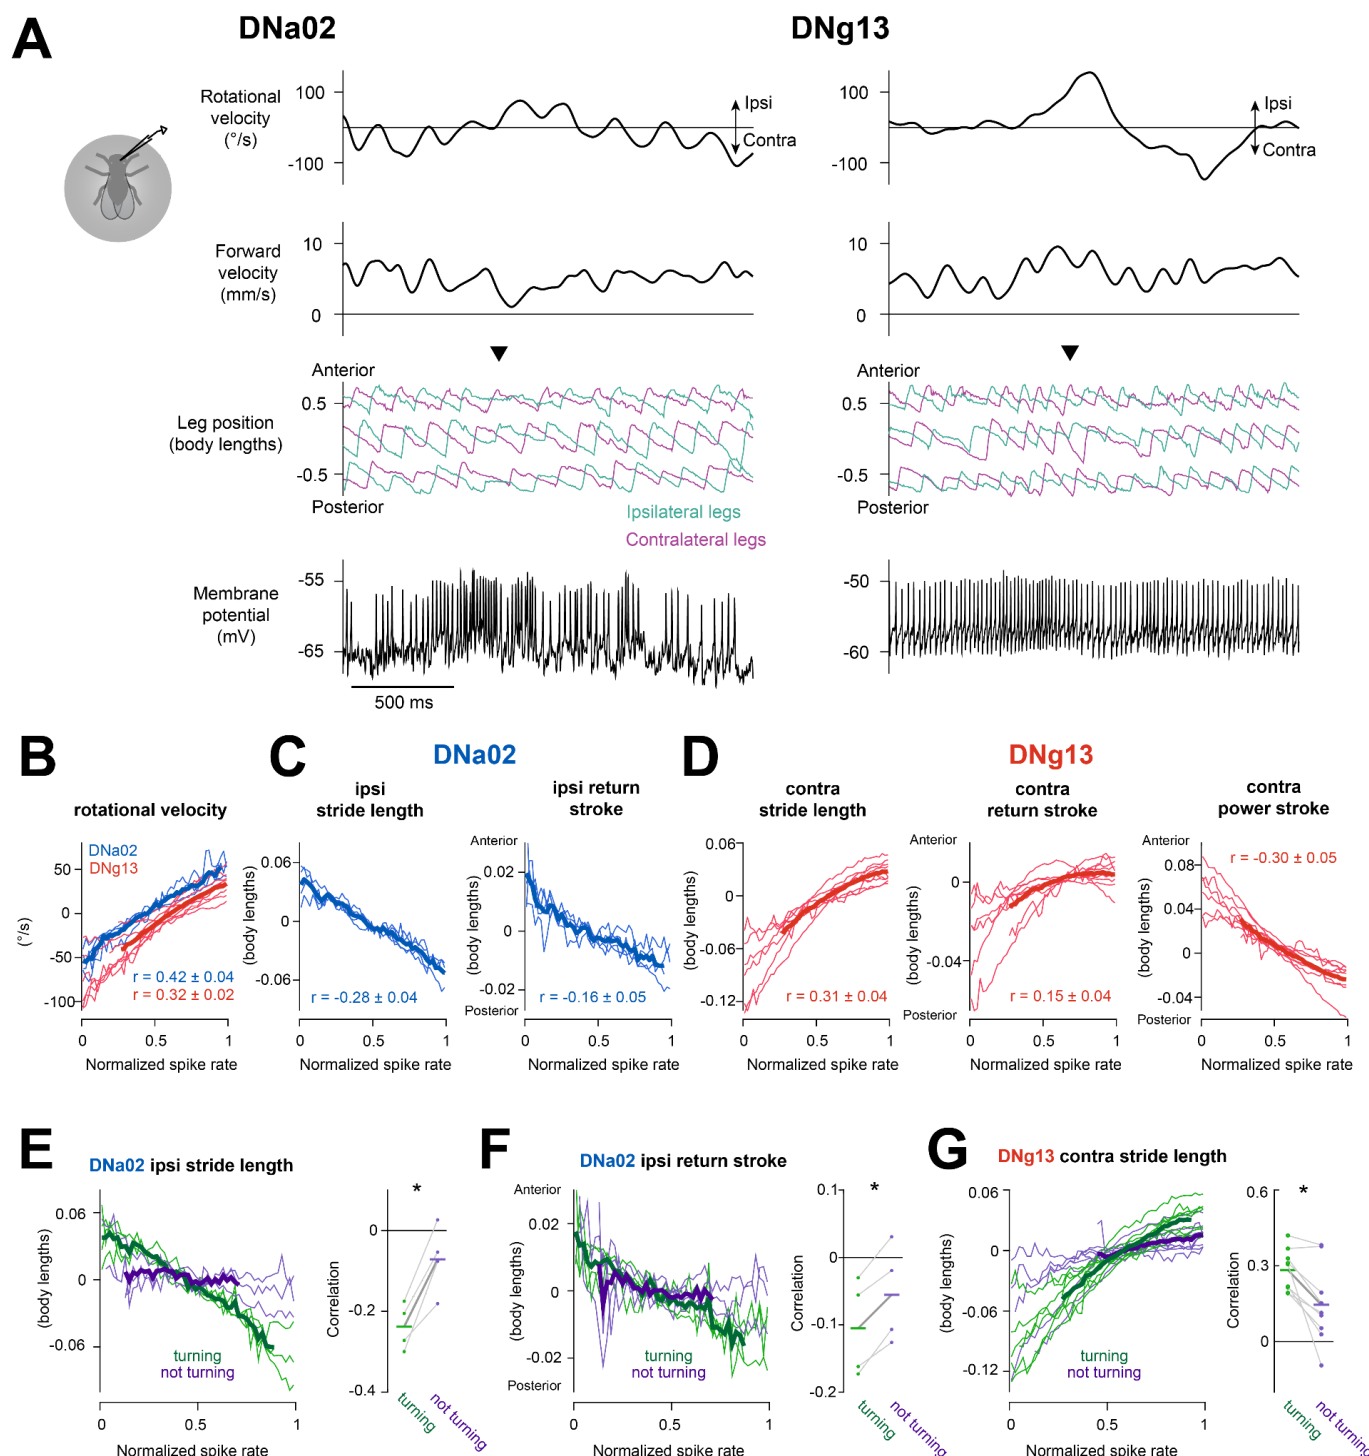 A
DNa02
DNg13
Rotational
velocity
(°/s)
100
-100
Ipsi
Contra
100
-100
Ipsi
Contra
Forward
velocity
(mm/s)
10
0
10
0
Anterior
Anterior
Leg position
(body lengths)
0.5
-0.5
0.5
-0.5
Posterior
Posterior
Ipsilateral legs
Contralateral legs
Membrane
potential
(mV)
-55
-65
-50
-60
500 ms
B
rotational velocity
DNa02
DNg13
(°/s)
50
0
-50
-100
r = 0.42 ± 0.04
r = 0.32 ± 0.02
0
0.5
1
Normalized spike rate
C
DNa02
ipsi
stride length
(body lengths)
0.06
0
-0.06
r = -0.28 ± 0.04
0
0.5
1
Normalized spike rate
ipsi return
stroke
Anterior
(body lengths)
0.02
0
-0.02
Posterior
r = -0.16 ± 0.05
0
0.5
1
Normalized spike rate
D
DNg13
contra
stride length
(body lengths)
0.06
0
-0.06
-0.12
r = 0.31 ± 0.04
0
0.5
1
Normalized spike rate
contra
return stroke
Anterior
(body lengths)
0
-0.04
Posterior
r = 0.15 ± 0.04
0
0.5
1
Normalized spike rate
contra
power stroke
Anterior
(body lengths)
0.08
0.04
0
-0.04
Posterior
r = -0.30 ± 0.05
0
0.5
1
Normalized spike rate
E
DNa02 ipsi stride length
(body lengths)
0.06
0
-0.06
turning
not turning
0
0.5
1
Normalized spike rate
*
Correlation
0
-0.2
-0.4
turning
not turning
F
DNa02 ipsi return stroke
Anterior
(body lengths)
0.02
0
-0.02
Posterior
turning
not turning
0
0.5
1
Normalized spike rate
*
Correlation
0.1
0
-0.1
-0.2
turning
not turning
G
DNg13 contra stride length
(body lengths)
0.06
0
-0.06
-0.12
turning
not turning
0
0.5
1
Normalized spike rate
*
Correlation
0.6
0.3
0
turning
not turning